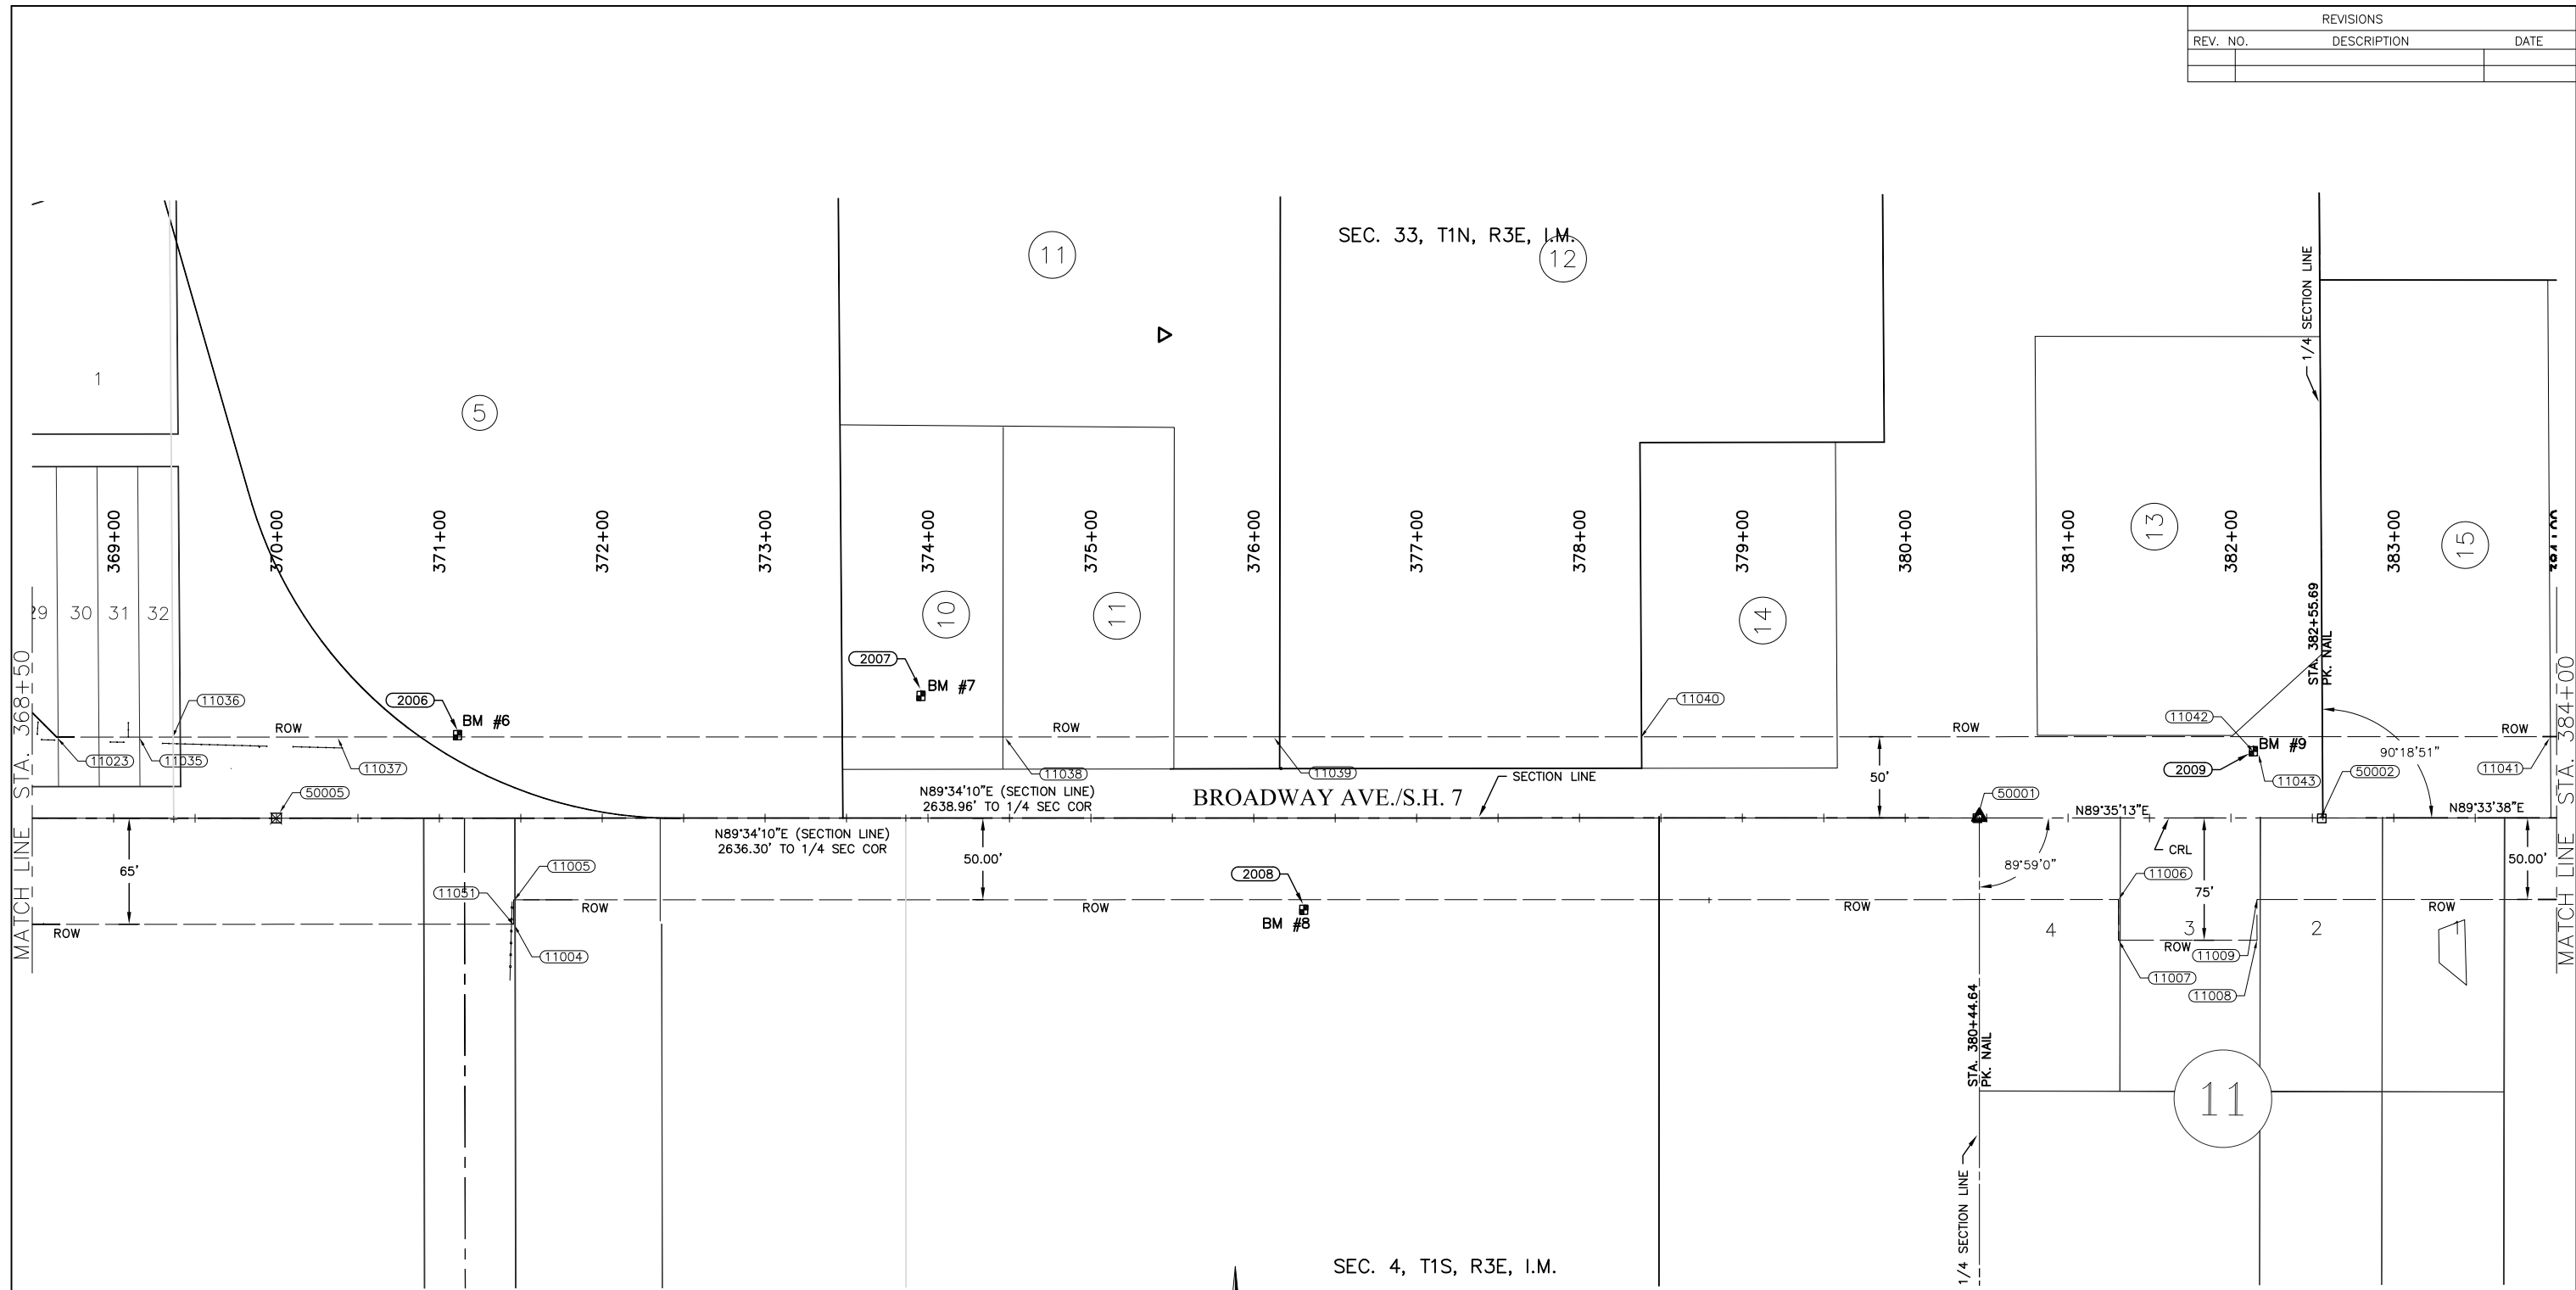 REVISIONS
REV. NO. DESCRIPTION DATE
SEC. 33, T1N, R3E, I.M.
11
12
1/4 SECTION LINE
1
5
369+00
370+00
371+00
372+00
373+00
374+00
375+00
376+00
377+00
378+00
379+00
380+00
381+00
382+00
383+00
13
15
29 30 31 32
10
11
14
STA. 382+55.69
PK. NAIL
MATCH LINE STA. 368+50
MATCH LINE STA. 384+00
2007
BM #7
11036
2006
BM #6
11040
11042
ROW
ROW
ROW
ROW
BM #9
90°18'51"
11023
11035
11037
11038
11039
50'
2009
11043
50002
11041
SECTION LINE
50005
N89°34'10"E (SECTION LINE)
2638.96' TO 1/4 SEC COR
BROADWAY AVE./S.H. 7
50001
N89°35'13"E
N89°33'38"E
N89°34'10"E (SECTION LINE)
2636.30' TO 1/4 SEC COR
65'
50.00'
CRL
89°59'0"
50.00'
11005
11051
2008
11006
75'
ROW
ROW
ROW
ROW
ROW
BM #8
4
3
2
1
ROW
11004
11009
11007
11008
STA. 380+44.64
PK. NAIL
11
1/4 SECTION LINE
SEC. 4, T1S, R3E, I.M.